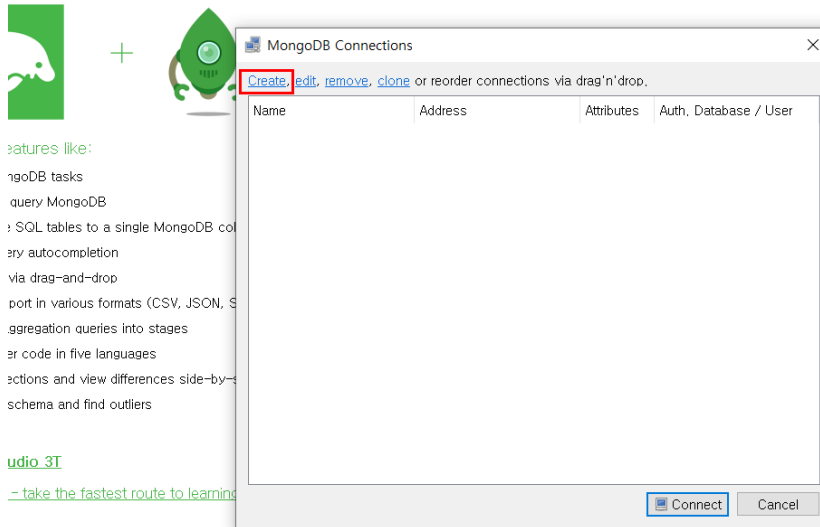 MongoDB Connections
Create, edit, remove, clone or reorder connections via drag'n'drop.
Name Address Attributes Auth. Database / User
eatures like:
ngoDB tasks
query MongoDB
SQL tables to a single MongoDB col
ery autocompletion
via drag-and-drop
port in various formats (CSV, JSON, S
ggregation queries into stages
er code in five languages
ections and view differences side-by-s
schema and find outliers
udio 3T
- take the fastest route to learning
Connect Cancel